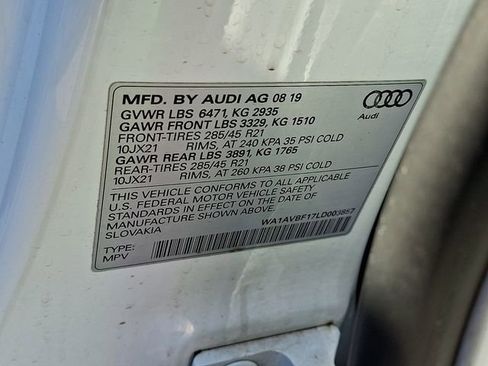 MFD. BY AUDI AG 08 19
GVWR LBS 6471, KG 2935
GAWR FRONT LBS 3329, KG 1510
FRONT-TIRES 285/45 R21
10JX21 RIMS, AT 240 KPA 35 PSI COLD
GAWR REAR LBS 3891, KG 1765
REAR-TIRES 285/45 R21
10JX21 RIMS, AT 260 KPA 38 PSI COLD
THIS VEHICLE CONFORMS TO ALL APPLICABLE
U.S. FEDERAL MOTOR VEHICLE SAFETY
STANDARDS IN EFFECT ON THE DATE OF
MANUFACTURE SHOWN ABOVE.
SLOVAKIA
WA1AVBF17LD003857
TYPE:
MPV
Audi